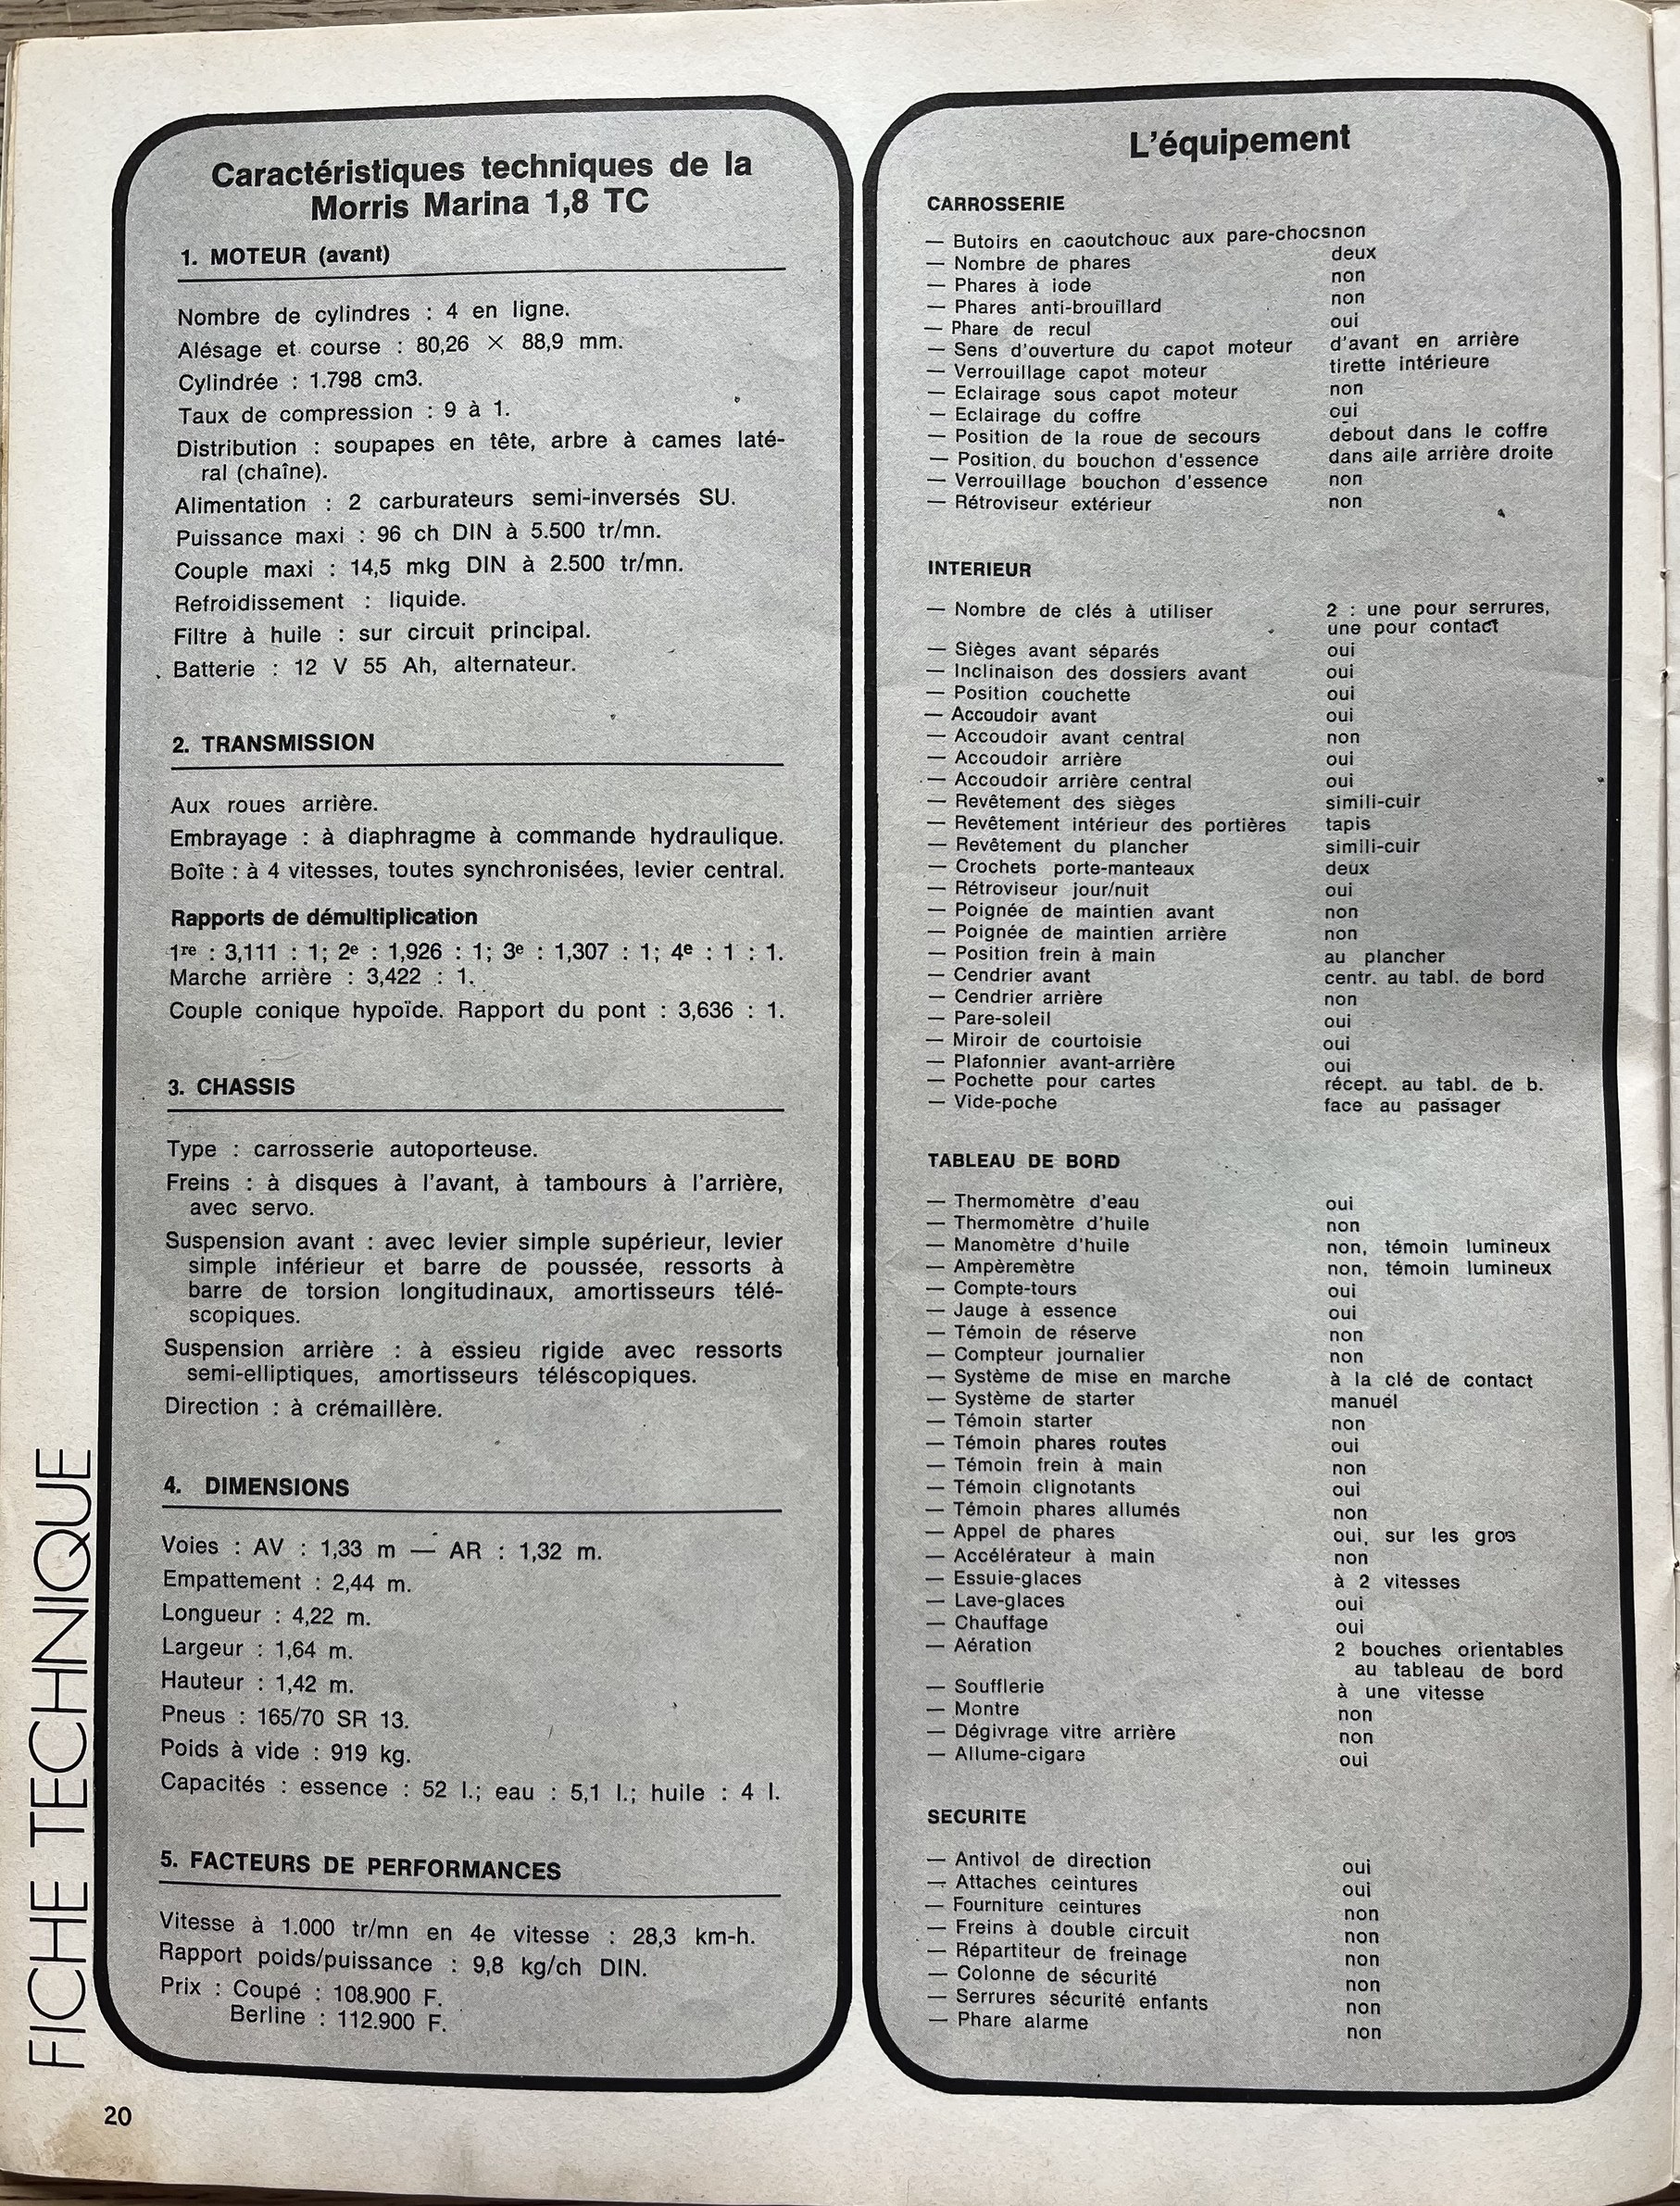 Caractéristiques techniques de la
Morris Marina 1,8 TC
1. MOTEUR (avant)
Nombre de cylindres : 4 en ligne.
Alésage et course : 80,26 × 88,9 mm.
Cylindrée : 1.798 cm3.
Taux de compression : 9 à 1.
Distribution : soupapes en tête, arbre à cames laté-
ral (chaîne).
Alimentation : 2 carburateurs semi-inversés SU.
Puissance maxi : 96 ch DIN à 5.500 tr/mn.
Couple maxi : 14,5 mkg DIN à 2.500 tr/mn.
Refroidissement : liquide.
Filtre à huile : sur circuit principal.
Batterie : 12 V 55 Ah, alternateur.
2. TRANSMISSION
Aux roues arrière.
Embrayage : à diaphragme à commande hydraulique.
Boîte : à 4 vitesses, toutes synchronisées, levier central.
Rapports de démultiplication
1re : 3,111 : 1; 2e : 1,926 : 1; 3e : 1,307 : 1; 4e : 1 : 1.
Marche arrière : 3,422 : 1.
Couple conique hypoïde. Rapport du pont : 3,636 : 1.
3. CHASSIS
Type : carrosserie autoporteuse.
Freins : à disques à l'avant, à tambours à l'arrière,
avec servo.
Suspension avant : avec levier simple supérieur, levier
simple inférieur et barre de poussée, ressorts à
barre de torsion longitudinaux, amortisseurs télé-
scopiques.
Suspension arrière : à essieu rigide avec ressorts
semi-elliptiques, amortisseurs téléscopiques.
Direction : à crémaillère.
4. DIMENSIONS
Voies : AV : 1,33 m — AR : 1,32 m.
Empattement : 2,44 m.
Longueur : 4,22 m.
Largeur : 1,64 m.
Hauteur : 1,42 m.
Pneus : 165/70 SR 13.
Poids à vide : 919 kg.
Capacités : essence : 52 l.; eau : 5,1 l.; huile : 4 l.
5. FACTEURS DE PERFORMANCES
Vitesse à 1.000 tr/mn en 4e vitesse : 28,3 km-h.
Rapport poids/puissance : 9,8 kg/ch DIN.
Prix : Coupé : 108.900 F.
Berline : 112.900 F.
FICHE TECHNIQUE
20
L'équipement
CARROSSERIE
— Butoirs en caoutchouc aux pare-chocs non
— Nombre de phares deux
— Phares à iode non
— Phares anti-brouillard non
— Phare de recul oui
— Sens d'ouverture du capot moteur d'avant en arrière
— Verrouillage capot moteur tirette intérieure
— Eclairage sous capot moteur non
— Eclairage du coffre oui
— Position de la roue de secours debout dans le coffre
— Position du bouchon d'essence dans aile arrière droite
— Verrouillage bouchon d'essence non
— Rétroviseur extérieur non
INTERIEUR
— Nombre de clés à utiliser 2 : une pour serrures,
une pour contact
— Sièges avant séparés oui
— Inclinaison des dossiers avant oui
— Position couchette oui
— Accoudoir avant oui
— Accoudoir avant central non
— Accoudoir arrière oui
— Accoudoir arrière central oui
— Revêtement des sièges simili-cuir
— Revêtement intérieur des portières tapis
— Revêtement du plancher simili-cuir
— Crochets porte-manteaux deux
— Rétroviseur jour/nuit oui
— Poignée de maintien avant non
— Poignée de maintien arrière non
— Position frein à main au plancher
— Cendrier avant centr. au tabl. de bord
— Cendrier arrière non
— Pare-soleil oui
— Miroir de courtoisie oui
— Plafonnier avant-arrière oui
— Pochette pour cartes récept. au tabl. de b.
— Vide-poche face au passager
TABLEAU DE BORD
— Thermomètre d'eau oui
— Thermomètre d'huile non
— Manomètre d'huile non, témoin lumineux
— Ampèremètre non, témoin lumineux
— Compte-tours oui
— Jauge à essence oui
— Témoin de réserve non
— Compteur journalier non
— Système de mise en marche à la clé de contact
— Système de starter manuel
— Témoin starter non
— Témoin phares routes oui
— Témoin frein à main non
— Témoin clignotants oui
— Témoin phares allumés non
— Appel de phares oui, sur les gros
— Accélérateur à main non
— Essuie-glaces à 2 vitesses
— Lave-glaces oui
— Chauffage oui
— Aération 2 bouches orientables
au tableau de bord
— Soufflerie à une vitesse
— Montre non
— Dégivrage vitre arrière non
— Allume-cigare oui
SECURITE
— Antivol de direction oui
— Attaches ceintures oui
— Fourniture ceintures non
— Freins à double circuit non
— Répartiteur de freinage non
— Colonne de sécurité non
— Serrures sécurité enfants non
— Phare alarme non